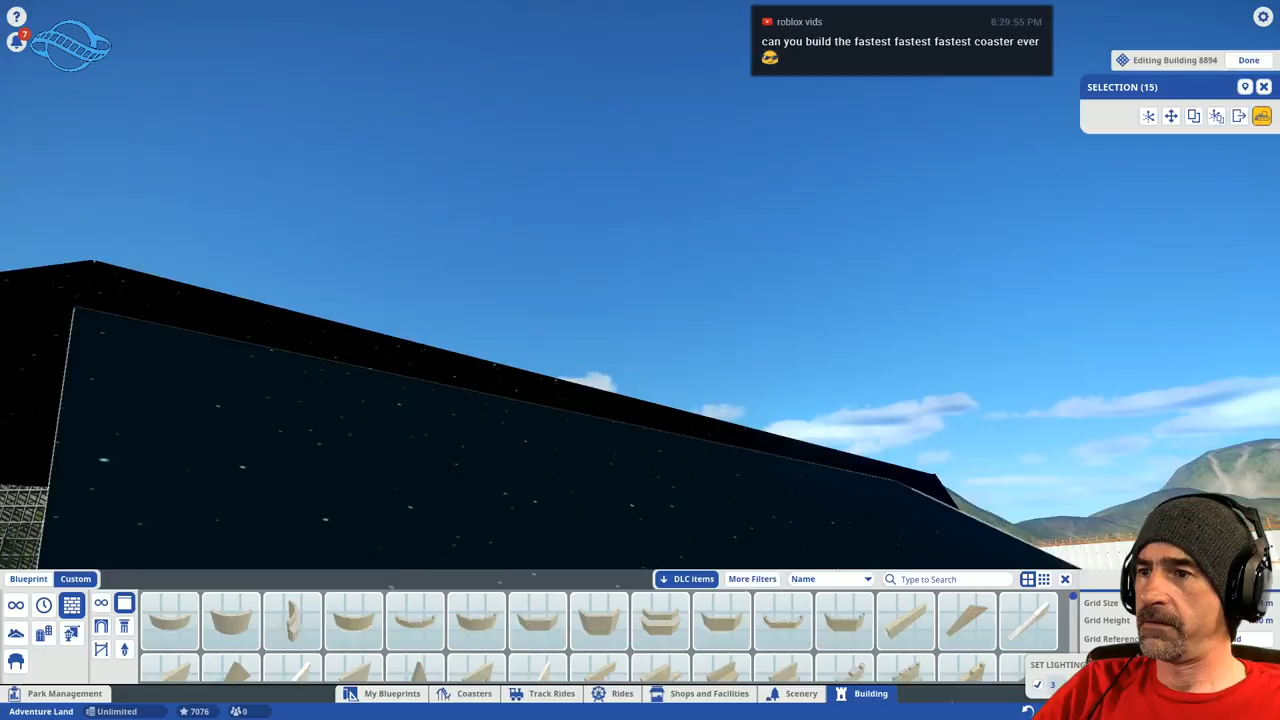 ?
7
roblox vids 8:29:55 PM
can you build the fastest fastest fastest coaster ever
Editing Building 8894 Done
SELECTION (15)
Blueprint Custom
DLC items More Filters Name Type to Search
Grid Size
Grid Height
SET LIGHTING
3
Park Management My Blueprints Coasters Track Rides Rides Shops and Facilities Scenery Building
Adventure Land Unlimited 7076 0